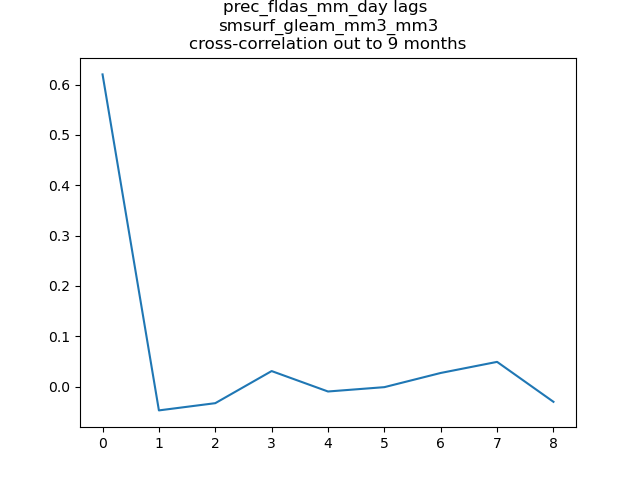 prec_fldas_mm_day lags
smsurf_gleam_mm3_mm3
cross-correlation out to 9 months
0.6
0.5
0.4
0.3
0.2
0.1
0.0
0 1 2 3 4 5 6 7 8